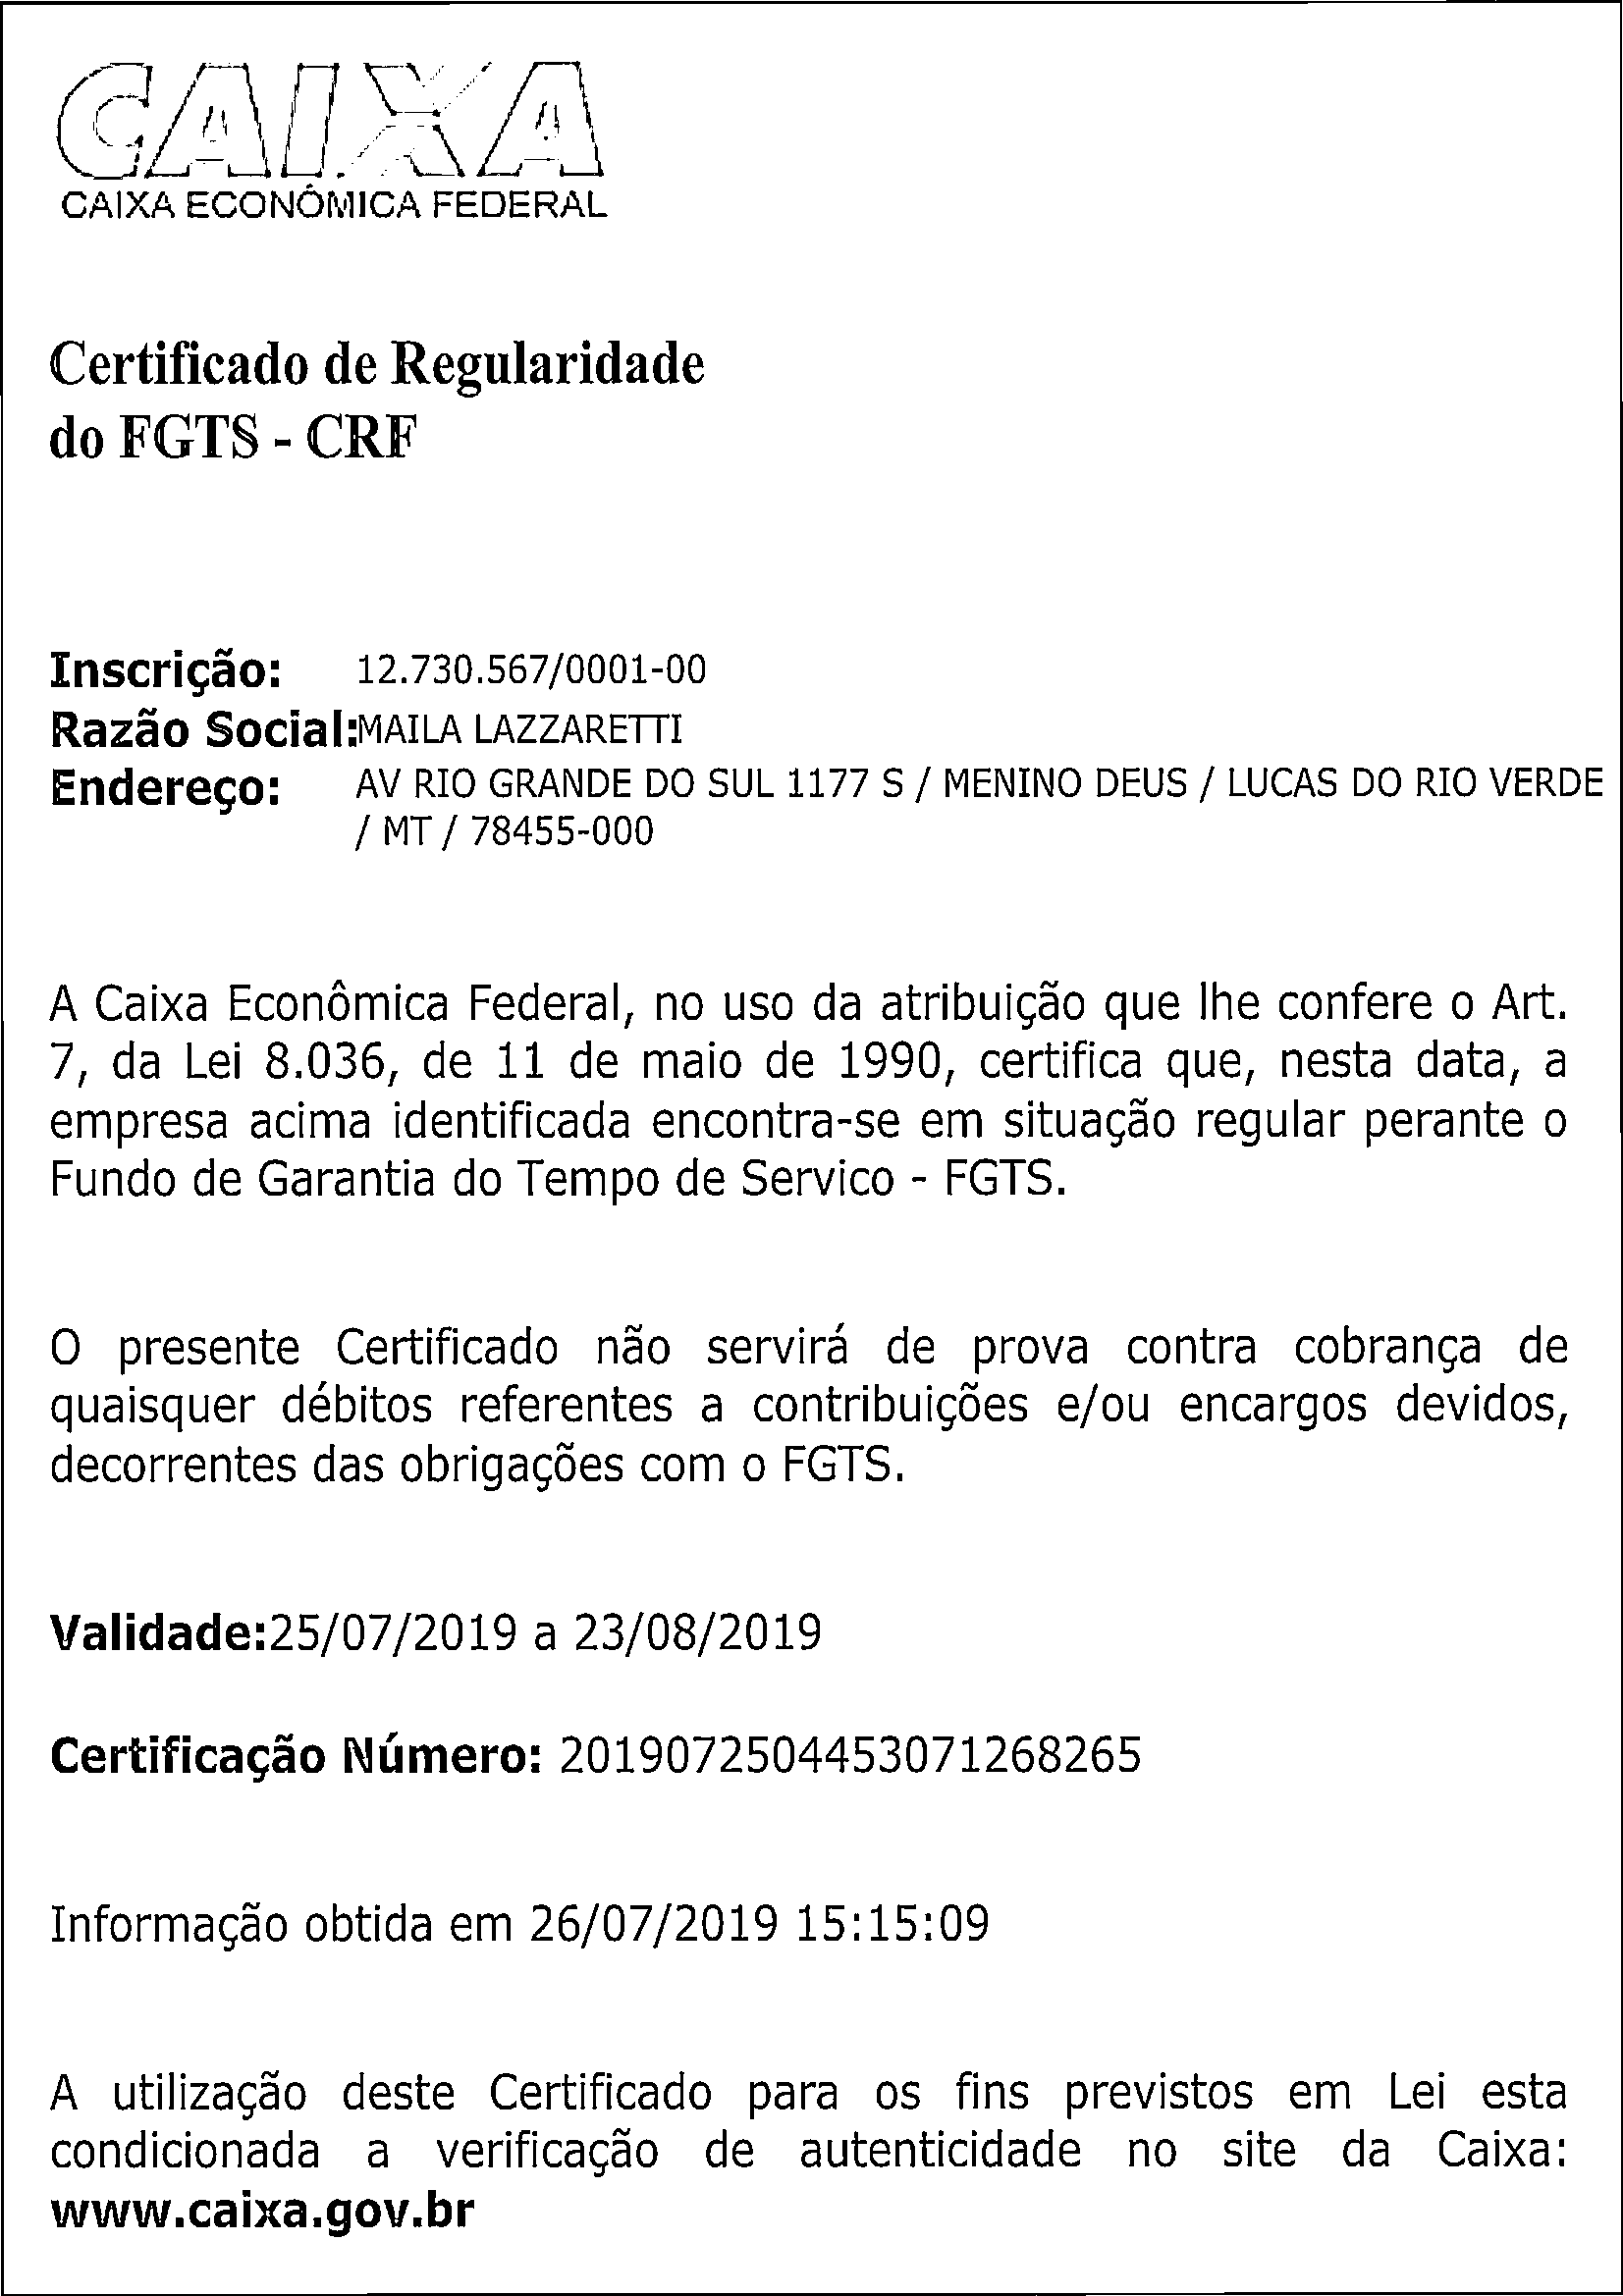 CAIXA
CAIXA ECONÔMICA FEDERAL
Certificado de Regularidade
do FGTS - CRF
Inscrição: 12.730.567/0001-00
Razão Social:MAILA LAZZARETTI
Endereço: AV RIO GRANDE DO SUL 1177 S / MENINO DEUS / LUCAS DO RIO VERDE
/ MT / 78455-000
A Caixa Econômica Federal, no uso da atribuição que lhe confere o Art.
7, da Lei 8.036, de 11 de maio de 1990, certifica que, nesta data, a
empresa acima identificada encontra-se em situação regular perante o
Fundo de Garantia do Tempo de Servico - FGTS.
O presente Certificado não servirá de prova contra cobrança de
quaisquer débitos referentes a contribuições e/ou encargos devidos,
decorrentes das obrigações com o FGTS.
Validade:25/07/2019 a 23/08/2019
Certificação Número: 2019072504453071268265
Informação obtida em 26/07/2019 15:15:09
A utilização deste Certificado para os fins previstos em Lei esta
condicionada a verificação de autenticidade no site da Caixa:
www.caixa.gov.br